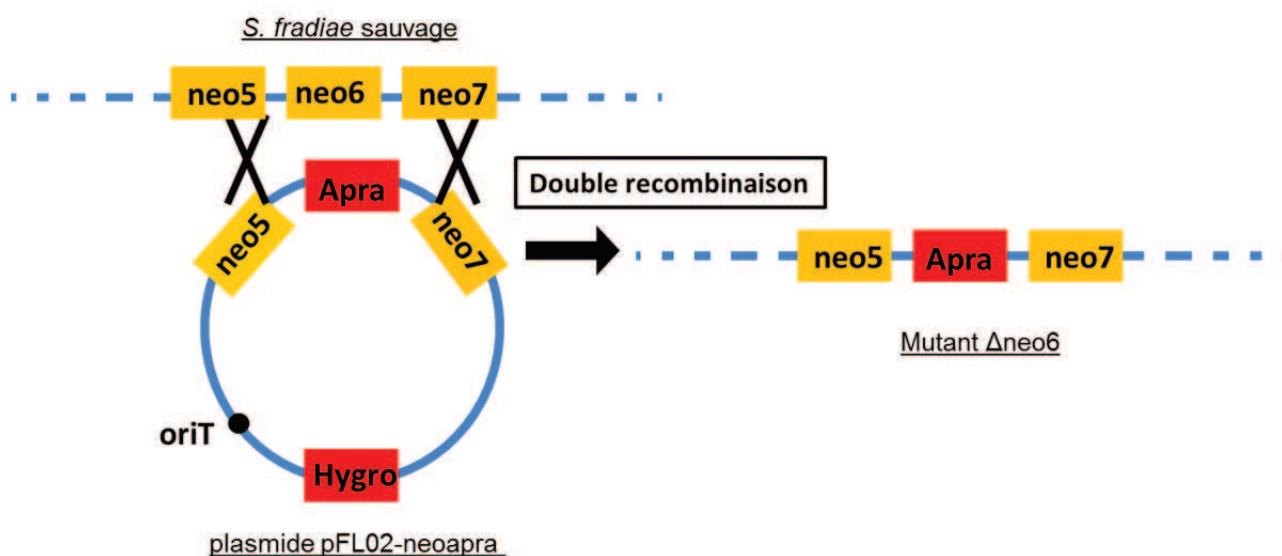 S. fradiae sauvage
neo5 neo6 neo7
Apra
neo5 neo7
Double recombinaison
neo5 Apra neo7
Mutant Δneo6
oriT
Hygro
plasmide pFL02-neoapra